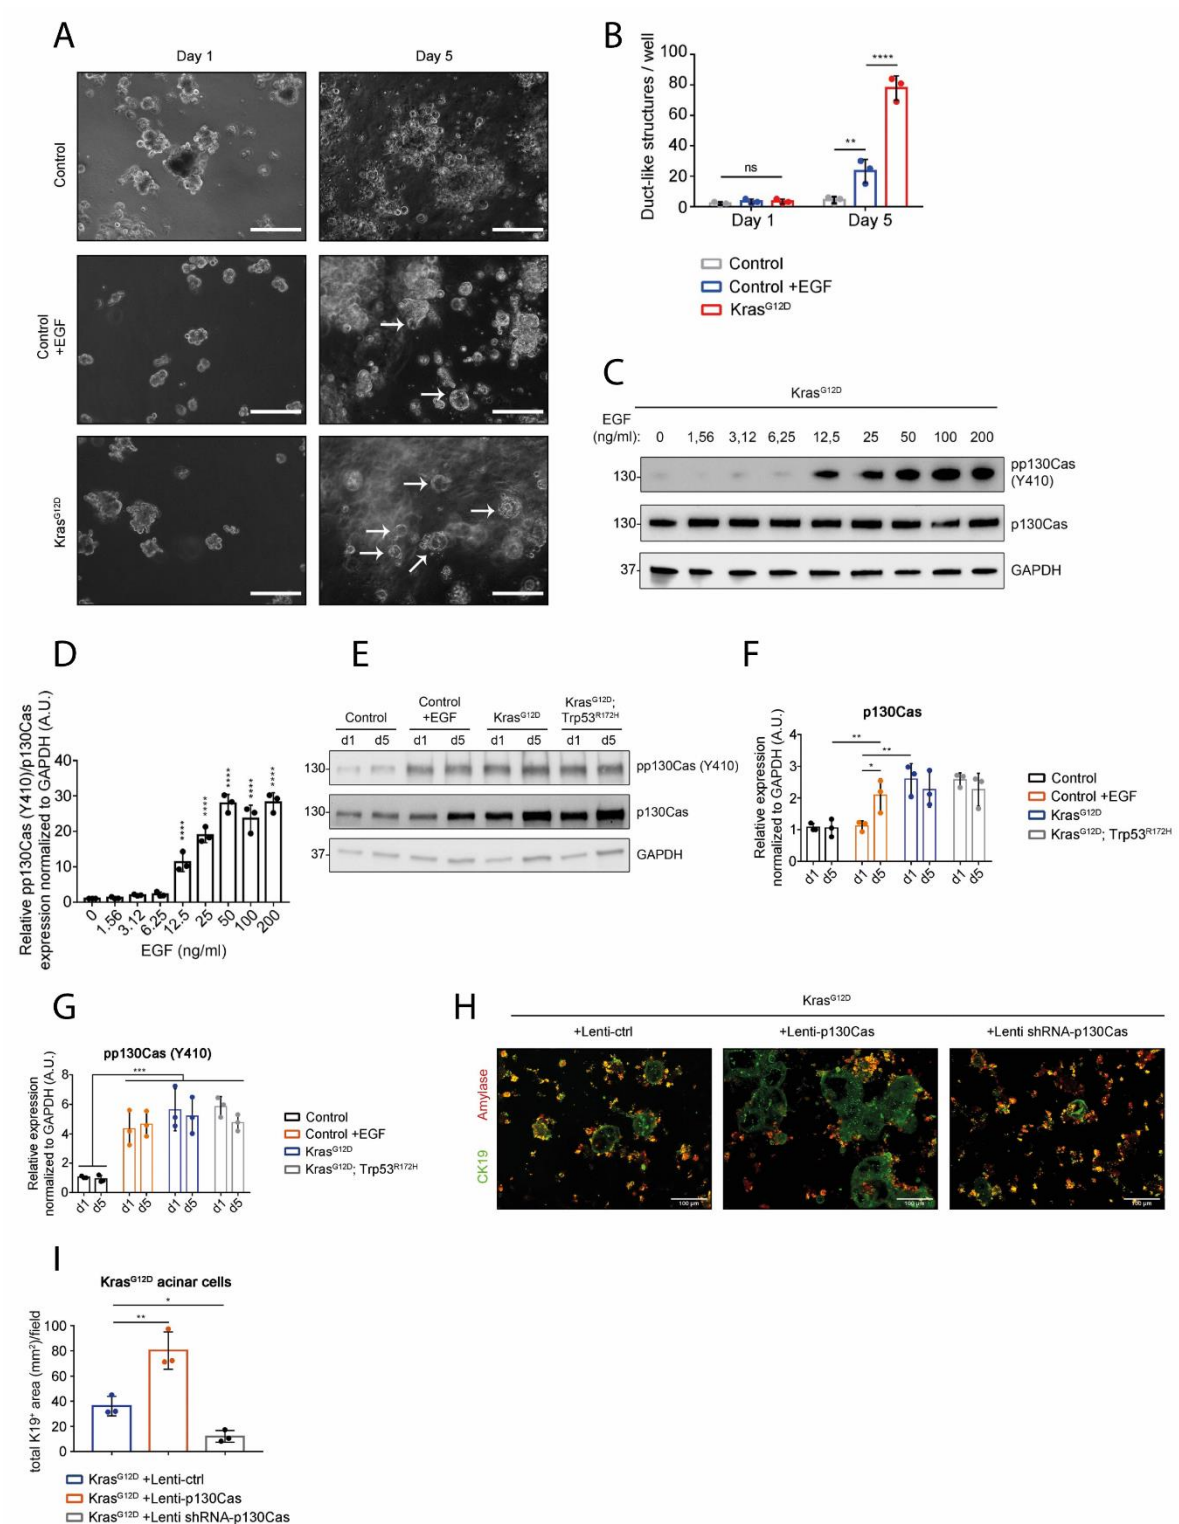 A
Day 1
Day 5
Control
Control
+EGF
KrasG12D
B
Duct-like structures / well
100
80
60
40
20
0
ns
**
****
Day 1
Day 5
Control
Control +EGF
KrasG12D
C
KrasG12D
EGF
(ng/ml):
0 1,56 3,12 6,25 12,5 25 50 100 200
130
pp130Cas
(Y410)
130
p130Cas
37
GAPDH
D
Relative pp130Cas (Y410)/p130Cas
expression normalized to GAPDH (A.U.)
40
30
20
10
0
****
****
****
****
****
0 1.56 3.12 6.25 12.5 25 50 100 200
EGF (ng/ml)
E
Control
Control
+EGF
KrasG12D
KrasG12D;
Trp53R172H
d1 d5 d1 d5 d1 d5 d1 d5
130
pp130Cas (Y410)
130
p130Cas
37
GAPDH
F
p130Cas
Relative expression
normalized to GAPDH (A.U.)
4
3
2
1
0
**
**
*
d1 d5 d1 d5 d1 d5 d1 d5
Control
Control +EGF
KrasG12D
KrasG12D; Trp53R172H
G
pp130Cas (Y410)
Relative expression
normalized to GAPDH (A.U.)
8
6
4
2
0
***
d1 d5 d1 d5 d1 d5 d1 d5
Control
Control +EGF
KrasG12D
KrasG12D; Trp53R172H
H
KrasG12D
+Lenti-ctrl
+Lenti-p130Cas
+Lenti shRNA-p130Cas
CK19 Amylase
100 µm
100 µm
100 µm
I
KrasG12D acinar cells
total K19+ area (mm2)/field
100
80
60
40
20
0
*
**
KrasG12D +Lenti-ctrl
KrasG12D +Lenti-p130Cas
KrasG12D +Lenti shRNA-p130Cas